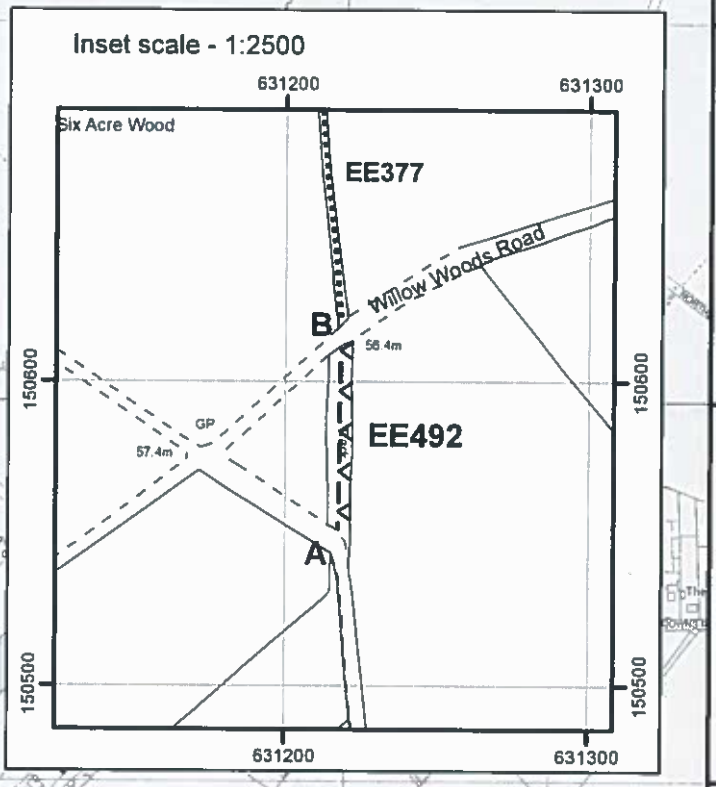 Inset scale - 1:2500
631200
631300
Six Acre Wood
EE377
Willow Woods Road
B
56.4m
150600
150600
GP
57.4m
EE492
A
150500
150500
The
631200
631300